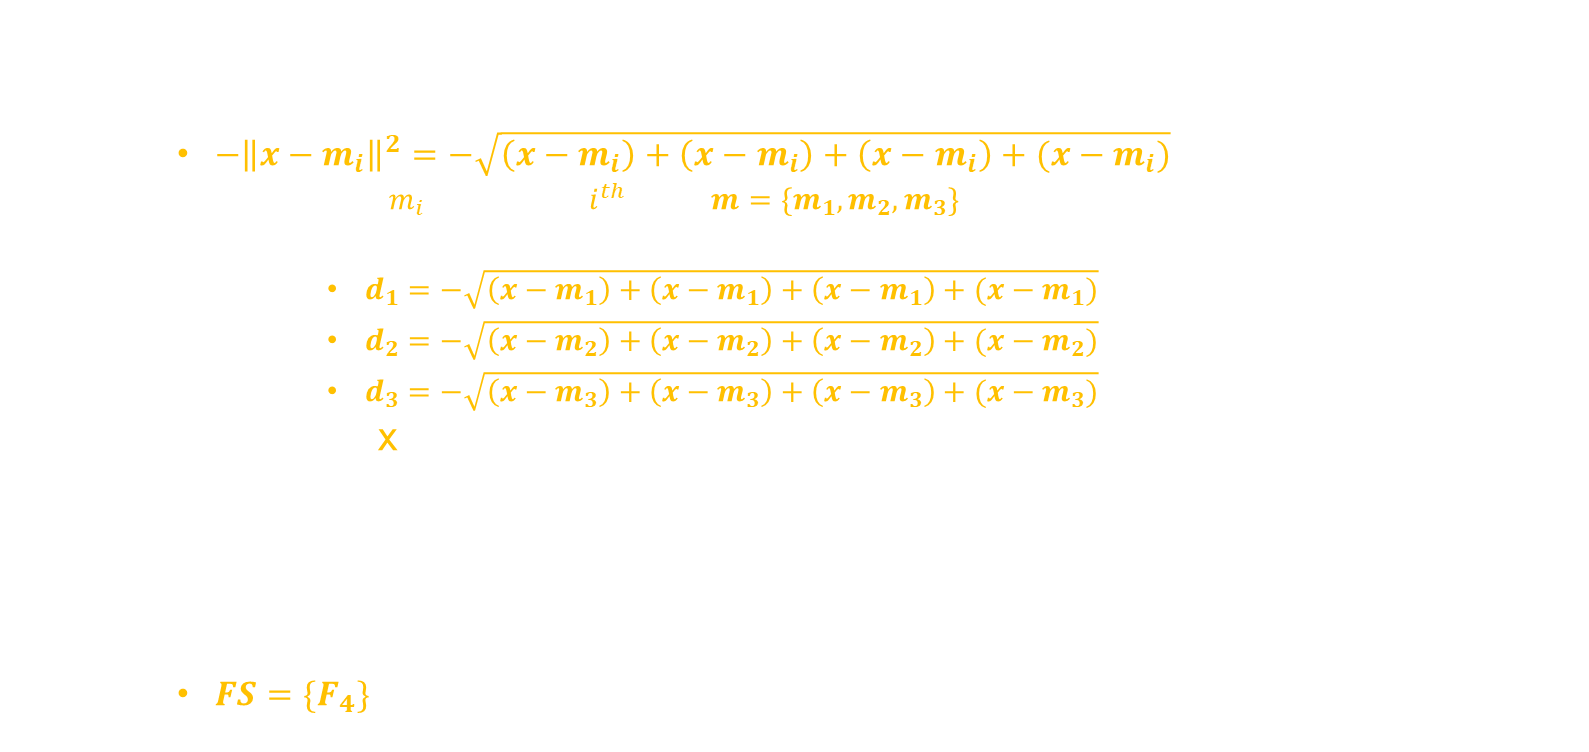 • −‖x − mᵢ‖² = −√(x − mᵢ) + (x − mᵢ) + (x − mᵢ) + (x − mᵢ)
mᵢ iᵗʰ m = {m₁, m₂, m₃}
• d₁ = −√(x − m₁) + (x − m₁) + (x − m₁) + (x − m₁)
• d₂ = −√(x − m₂) + (x − m₂) + (x − m₂) + (x − m₂)
• d₃ = −√(x − m₃) + (x − m₃) + (x − m₃) + (x − m₃)
X
• FS = {F₄}